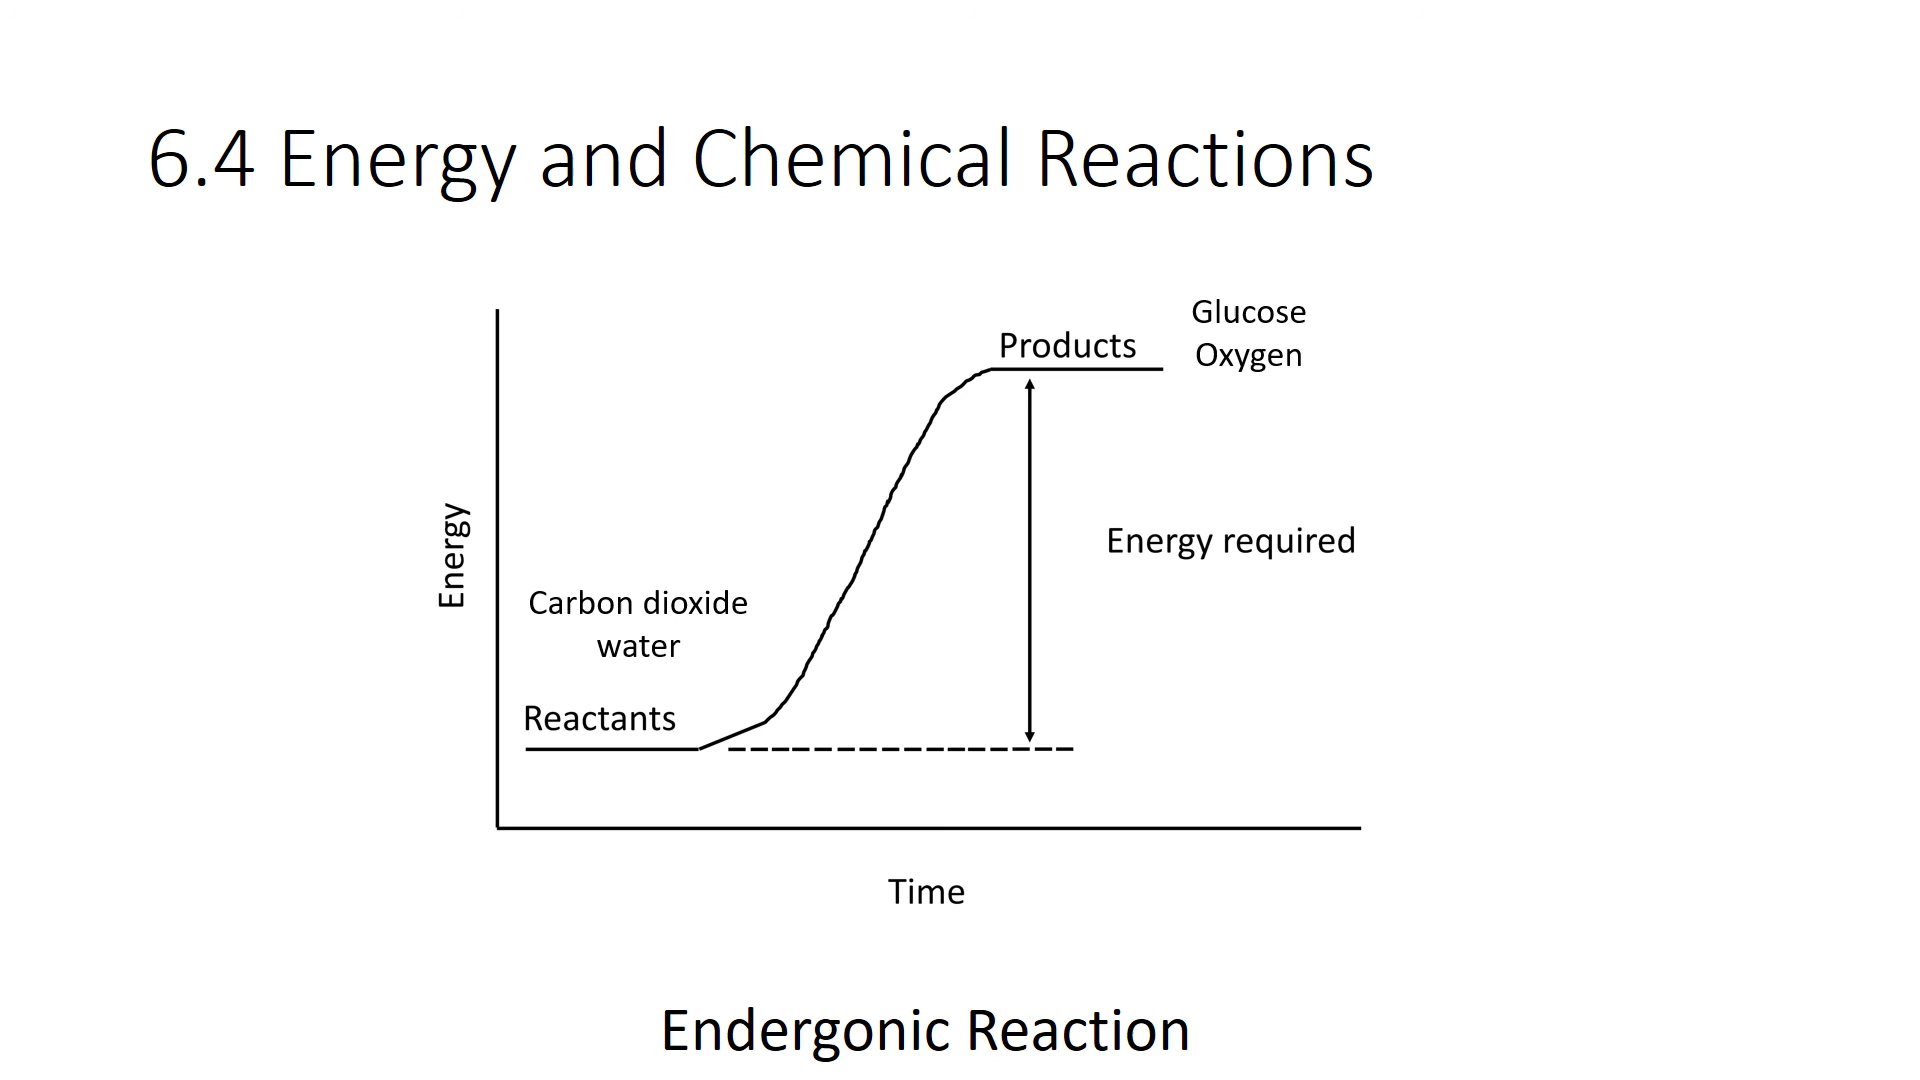 6.4 Energy and Chemical Reactions
Glucose
Oxygen
Products
Energy required
Energy
Carbon dioxide
water
Reactants
Time
Endergonic Reaction